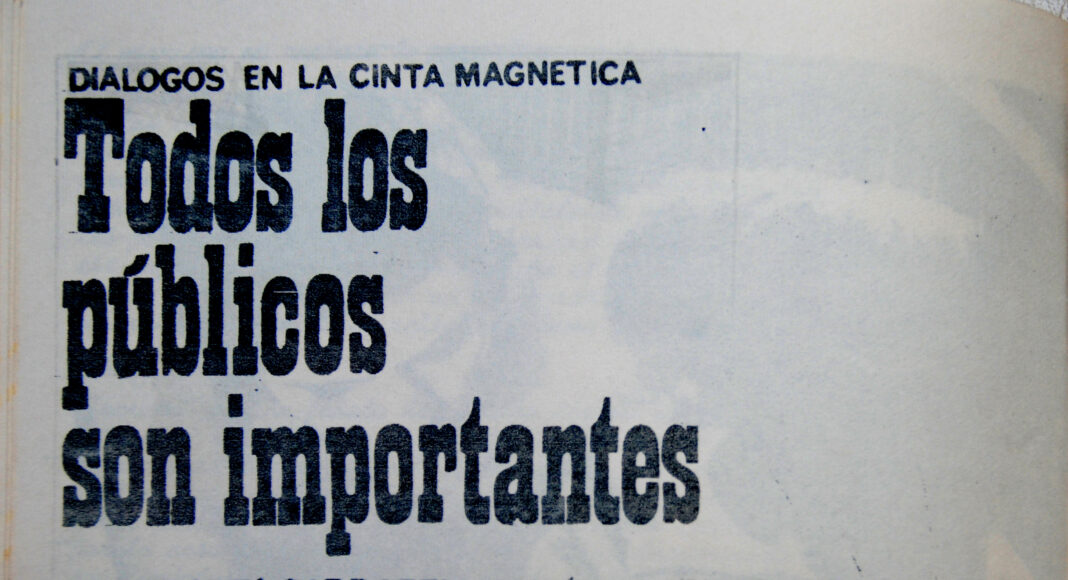 DIALOGOS EN LA CINTA MAGNETICA
Todos los
públicos
son importantes